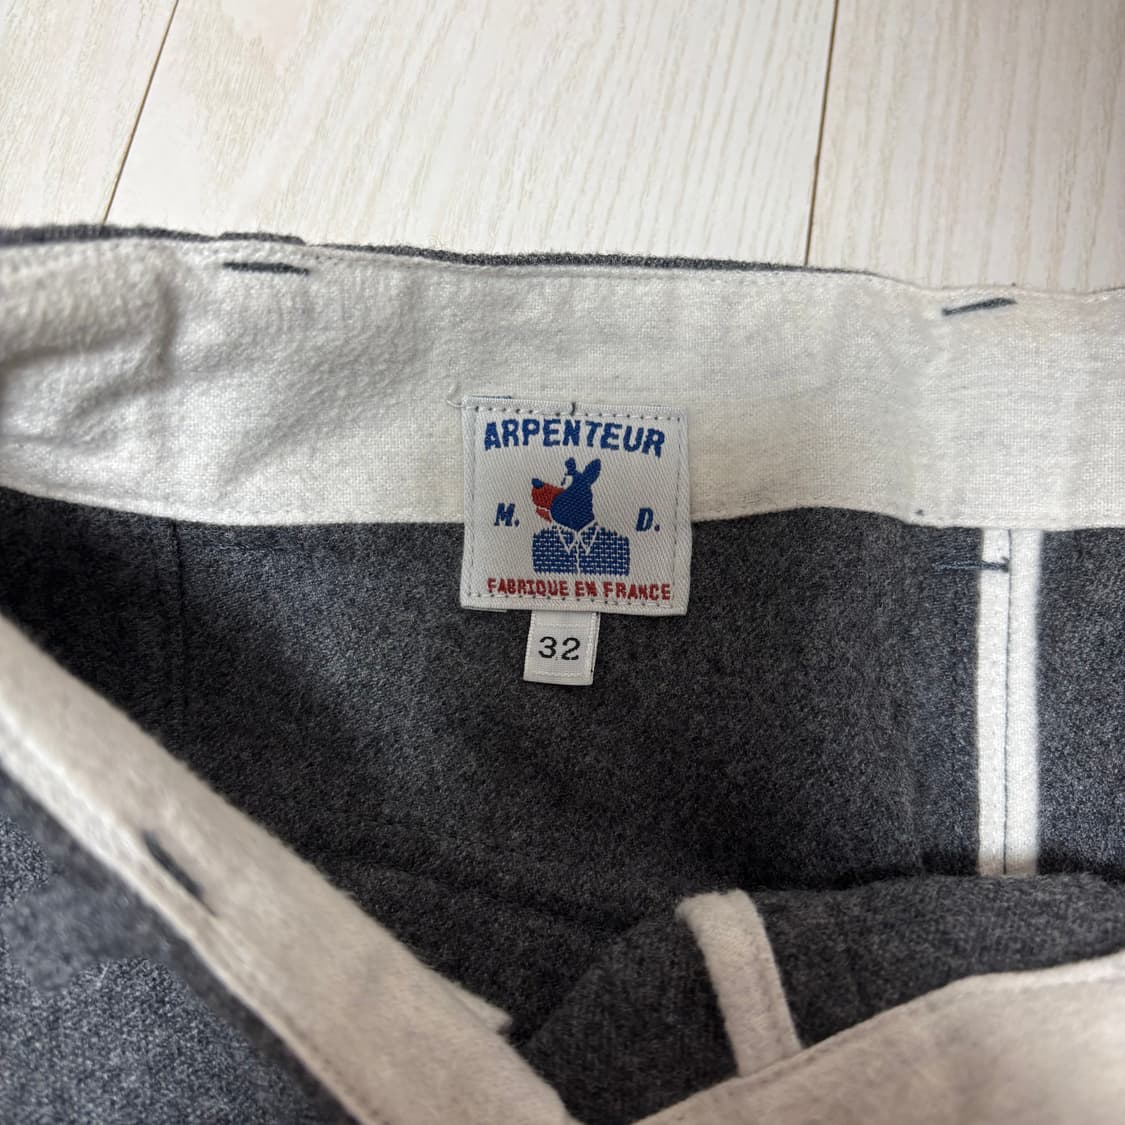 ARPENTEUR
M. D.
FABRIQUE EN FRANCE
32